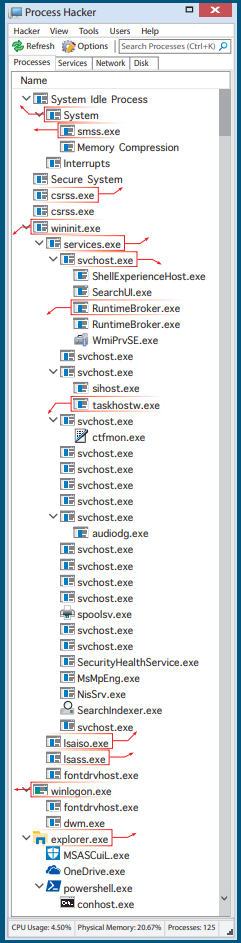 Process Hacker
Hacker View Tools Users Help
Refresh Options Search Processes (Ctrl+K)
Processes Services Network Disk
Name
System Idle Process
System
smss.exe
Memory Compression
Interrupts
Secure System
csrss.exe
csrss.exe
wininit.exe
services.exe
svchost.exe
ShellExperienceHost.exe
SearchUI.exe
RuntimeBroker.exe
RuntimeBroker.exe
WmiPrvSE.exe
svchost.exe
svchost.exe
sihost.exe
taskhostw.exe
svchost.exe
ctfmon.exe
svchost.exe
svchost.exe
svchost.exe
svchost.exe
svchost.exe
audiodg.exe
svchost.exe
svchost.exe
svchost.exe
svchost.exe
spoolsv.exe
svchost.exe
svchost.exe
SecurityHealthService.exe
MsMpEng.exe
NisSrv.exe
SearchIndexer.exe
svchost.exe
lsaiso.exe
lsass.exe
fontdrvhost.exe
winlogon.exe
fontdrvhost.exe
dwm.exe
explorer.exe
MSASCuiL.exe
OneDrive.exe
powershell.exe
conhost.exe
CPU Usage: 4.50% Physical Memory: 20.67% Processes: 125